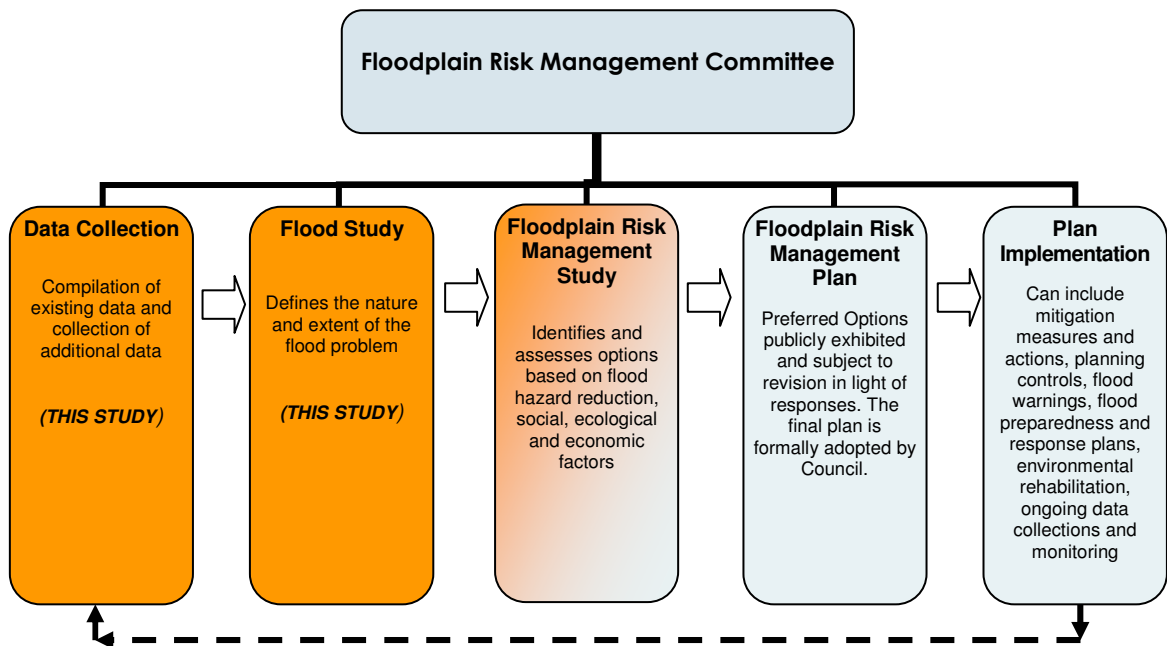 Floodplain Risk Management Committee
Data Collection
Compilation of
existing data and
collection of
additional data
(THIS STUDY)
Flood Study
Defines the nature
and extent of the
flood problem
(THIS STUDY)
Floodplain Risk
Management
Study
Identifies and
assesses options
based on flood
hazard reduction,
social, ecological
and economic
factors
Floodplain Risk
Management
Plan
Preferred Options
publicly exhibited
and subject to
revision in light of
responses. The
final plan is
formally adopted by
Council.
Plan
Implementation
Can include
mitigation
measures and
actions, planning
controls, flood
warnings, flood
preparedness and
response plans,
environmental
rehabilitation,
ongoing data
collections and
monitoring